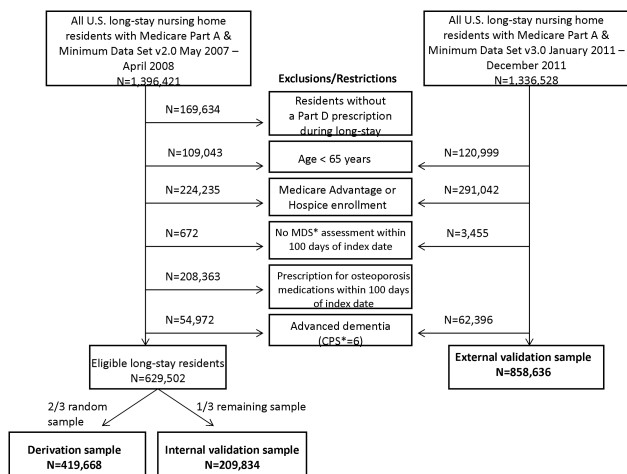 All U.S. long-stay nursing home
residents with Medicare Part A &
Minimum Data Set v2.0 May 2007 –
April 2008
N=1,396,421
All U.S. long-stay nursing home
residents with Medicare Part A &
Minimum Data Set v3.0 January 2011 –
December 2011
N=1,336,528
Exclusions/Restrictions
N=169,634
Residents without
a Part D prescription
during long-stay
N=109,043
Age < 65 years
N=120,999
N=224,235
Medicare Advantage or
Hospice enrollment
N=291,042
N=672
No MDS* assessment within
100 days of index date
N=3,455
N=208,363
Prescription for osteoporosis
medications within 100 days
of index date
N=54,972
Advanced dementia
(CPS*=6)
N=62,396
Eligible long-stay residents
N=629,502
External validation sample
N=858,636
2/3 random
sample
1/3 remaining sample
Derivation sample
N=419,668
Internal validation sample
N=209,834